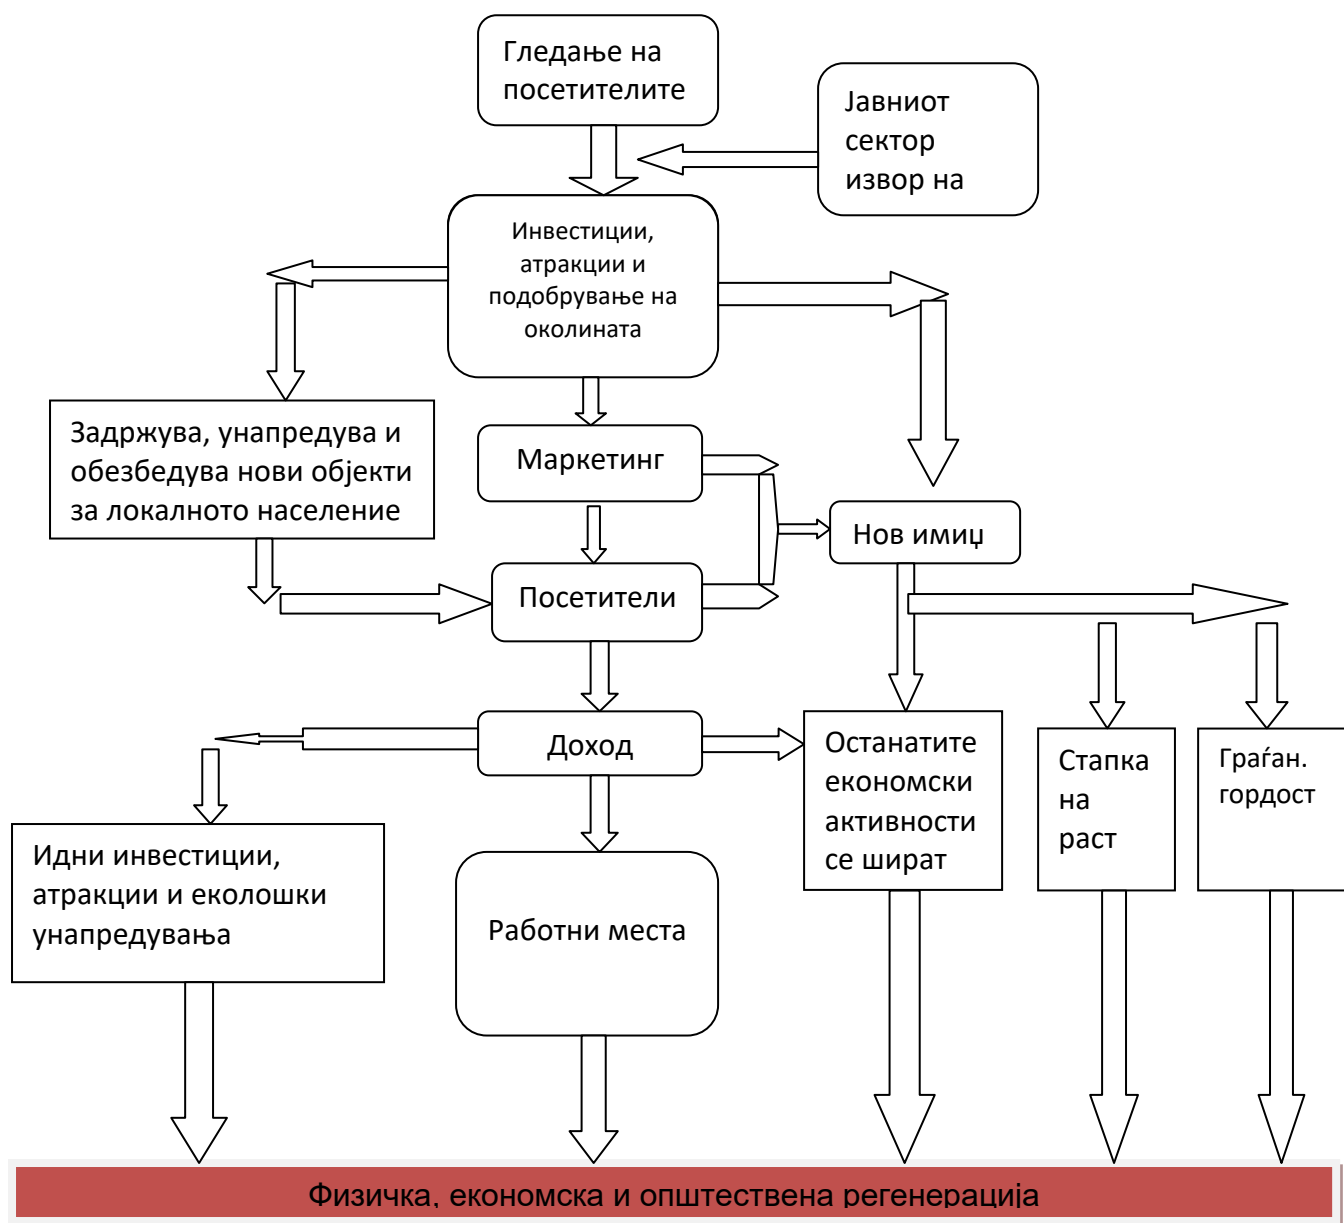 Гледање на
посетителите
Јавниот
сектор
извор на
Инвестиции,
атракции и
подобрување на
околината
Задржува, унапредува и
обезбедува нови објекти
за локалното население
Маркетинг
Нов имиџ
Посетители
Доход
Останатите
економски
активности
се шират
Стапка
на
раст
Граѓан.
гордост
Идни инвестиции,
атракции и еколошки
унапредувања
Работни места
Физичка, економска и општествена регенерација